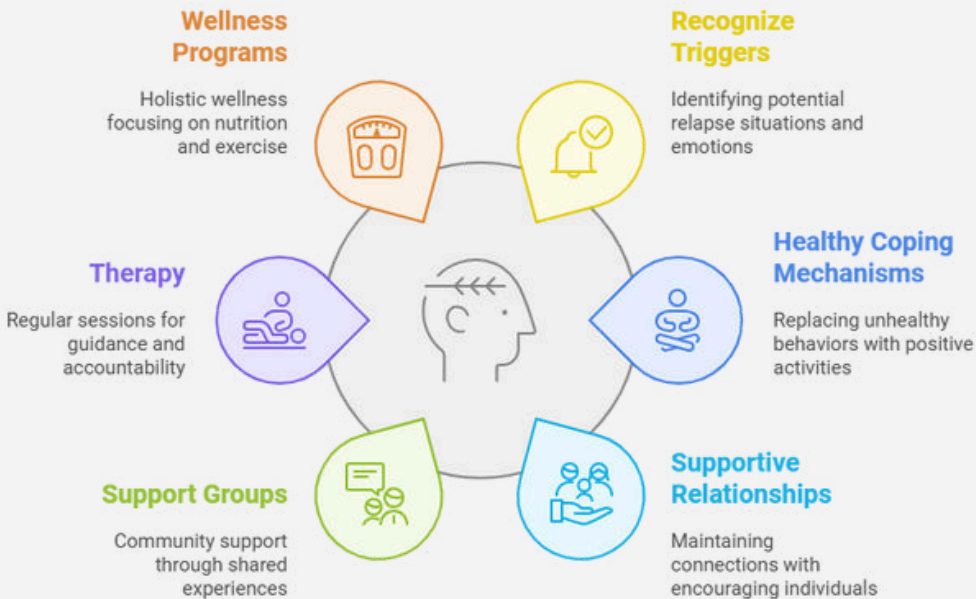 Wellness
Programs
Holistic wellness
focusing on nutrition
and exercise
Recognize
Triggers
Identifying potential
relapse situations and
emotions
Therapy
Regular sessions for
guidance and
accountability
Healthy Coping
Mechanisms
Replacing unhealthy
behaviors with positive
activities
Support Groups
Community support
through shared
experiences
Supportive
Relationships
Maintaining
connections with
encouraging individuals